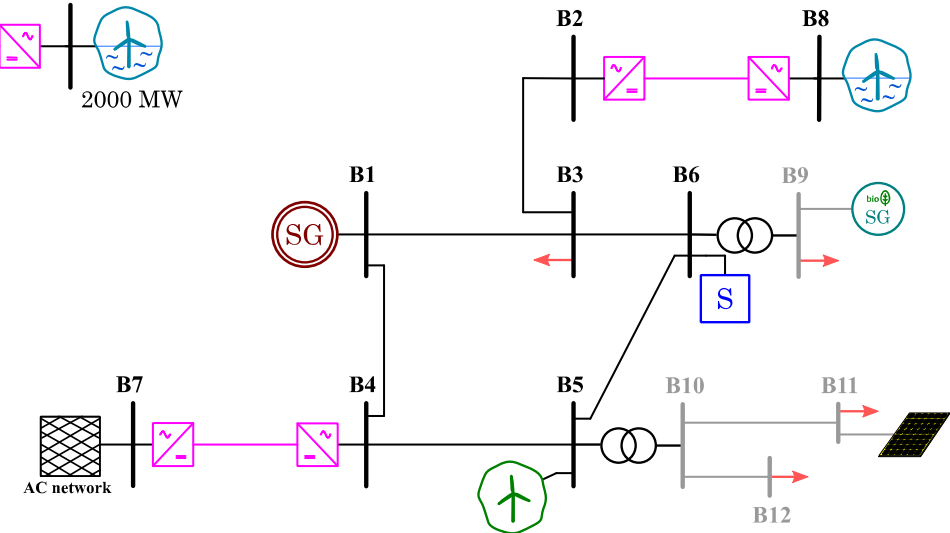 B2
B8
2000 MW
B1
B3
B6
B9
bio
SG
SG
S
B7
B4
B5
B10
B11
AC network
B12